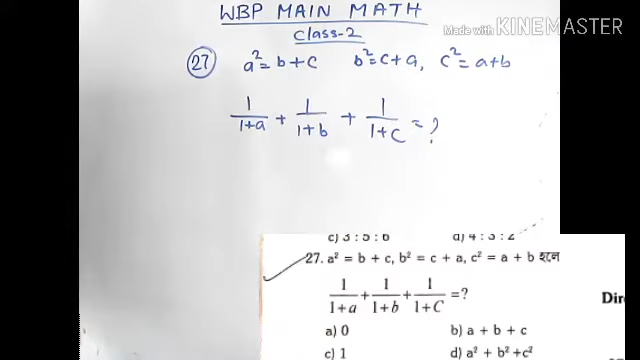 WBP MAIN MATH
Class-2
Made with KINEMASTER
27 a² = b + c b² = c + a, c² = a + b
1/1+a + 1/1+b + 1/1+c = ?
c) 3 : 5 : 6 d) 4 : 3 : 2
27. a² = b + c, b² = c + a, c² = a + b হলে
1/1+a + 1/1+b + 1/1+C =?
Dir
a) 0 b) a + b + c
c) 1 d) a² + b² +c²